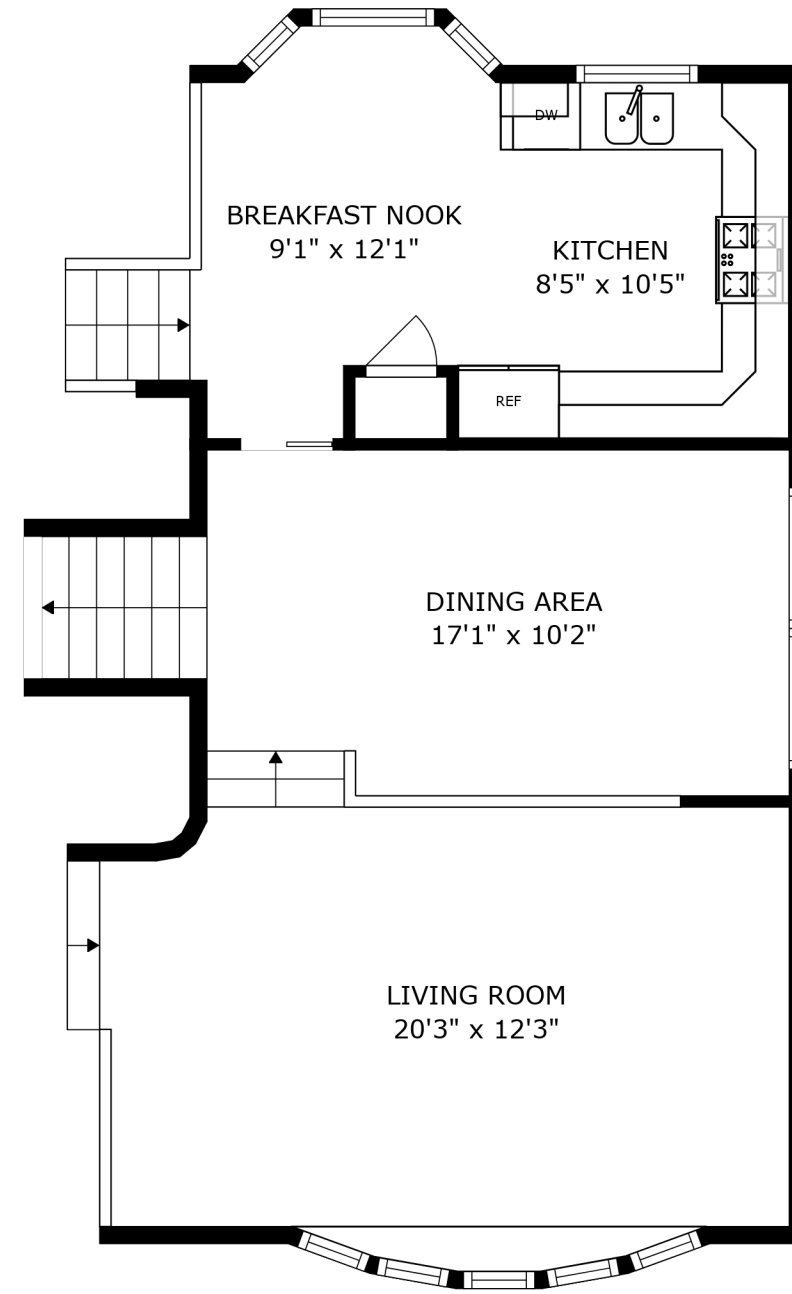 DW
BREAKFAST NOOK
9'1" x 12'1"
KITCHEN
8'5" x 10'5"
REF
DINING AREA
17'1" x 10'2"
LIVING ROOM
20'3" x 12'3"